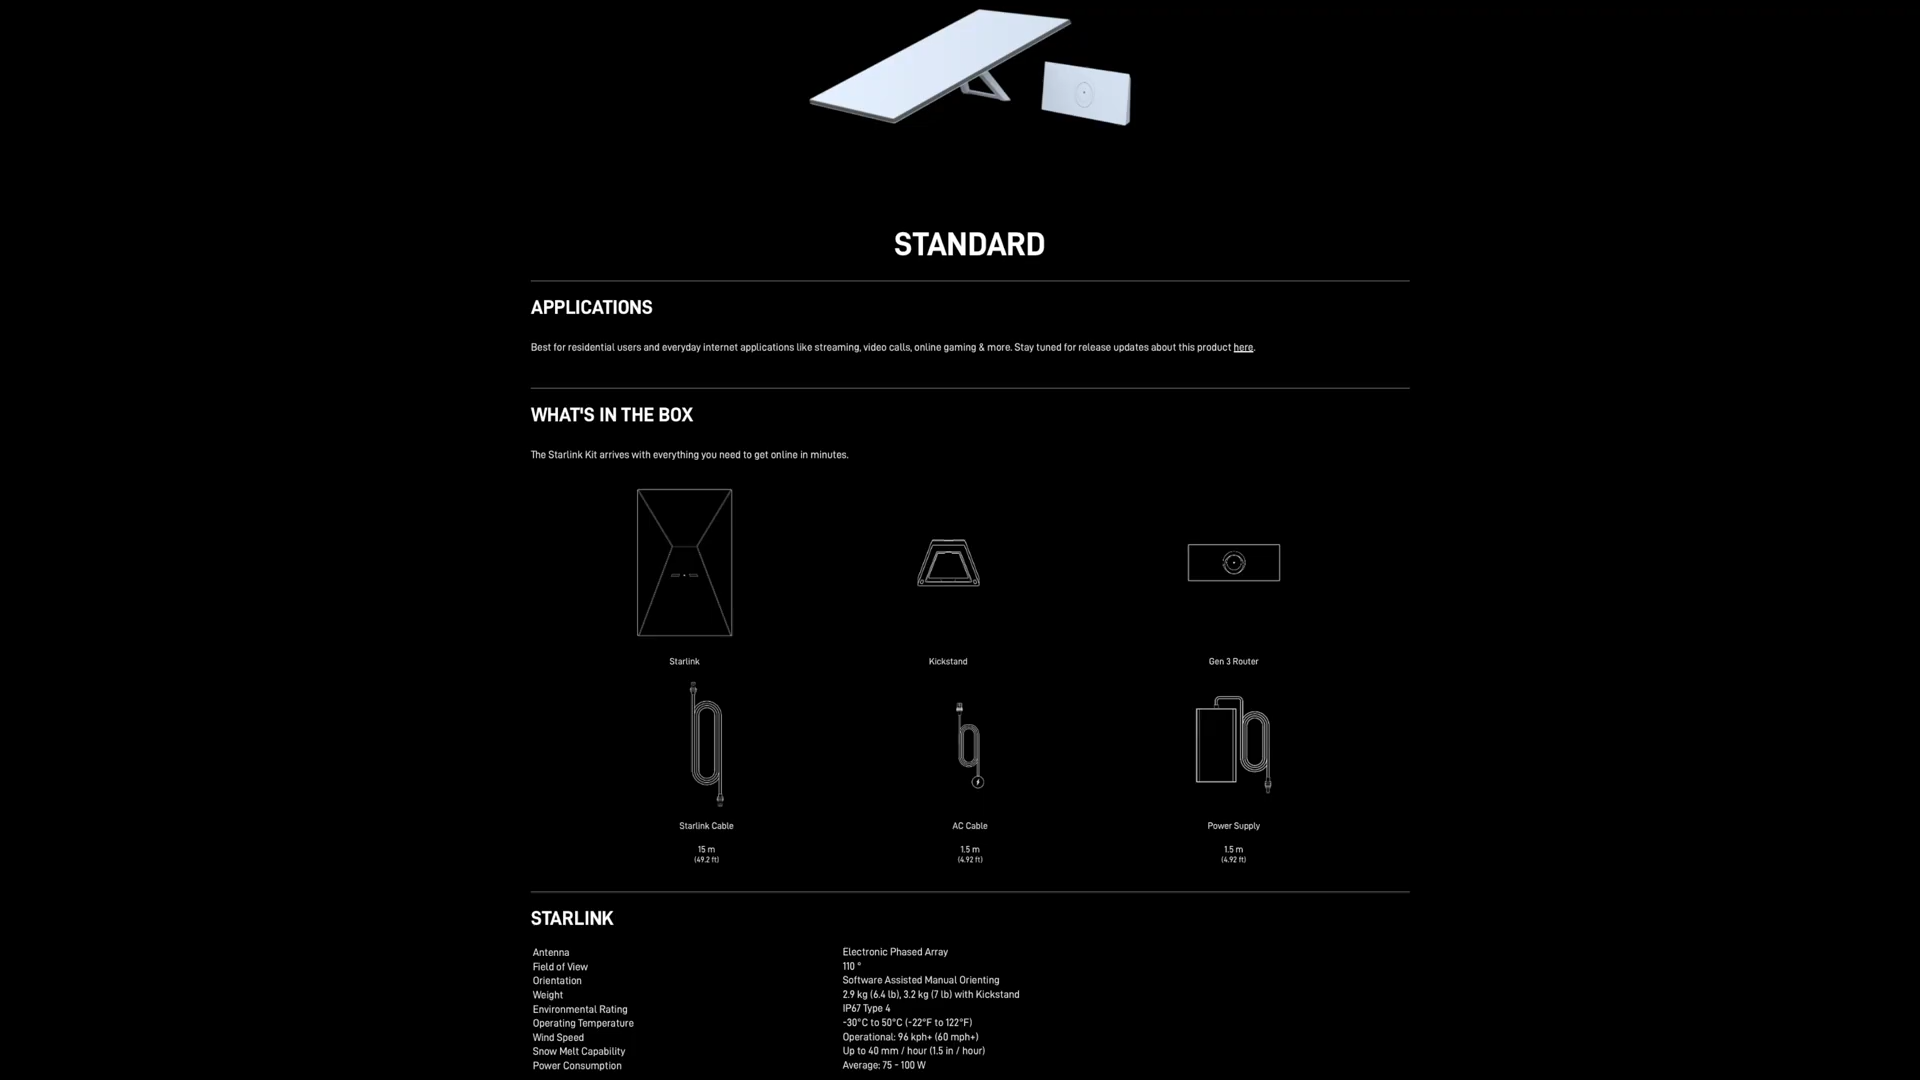 STANDARD
APPLICATIONS
Best for residential users and everyday internet applications like streaming, video calls, online gaming & more. Stay tuned for release updates about this product here.
WHAT'S IN THE BOX
The Starlink Kit arrives with everything you need to get online in minutes.
Starlink
Kickstand
Gen 3 Router
Starlink Cable
AC Cable
Power Supply
15 m
(49.2 ft)
1.5 m
(4.92 ft)
1.5 m
(4.92 ft)
STARLINK
Antenna Electronic Phased Array
Field of View 110 °
Orientation Software Assisted Manual Orienting
Weight 2.9 kg (6.4 lb), 3.2 kg (7 lb) with Kickstand
Environmental Rating IP67 Type 4
Operating Temperature -30°C to 50°C (-22°F to 122°F)
Wind Speed Operational: 96 kph+ (60 mph+)
Snow Melt Capability Up to 40 mm / hour (1.5 in / hour)
Power Consumption Average: 75 - 100 W